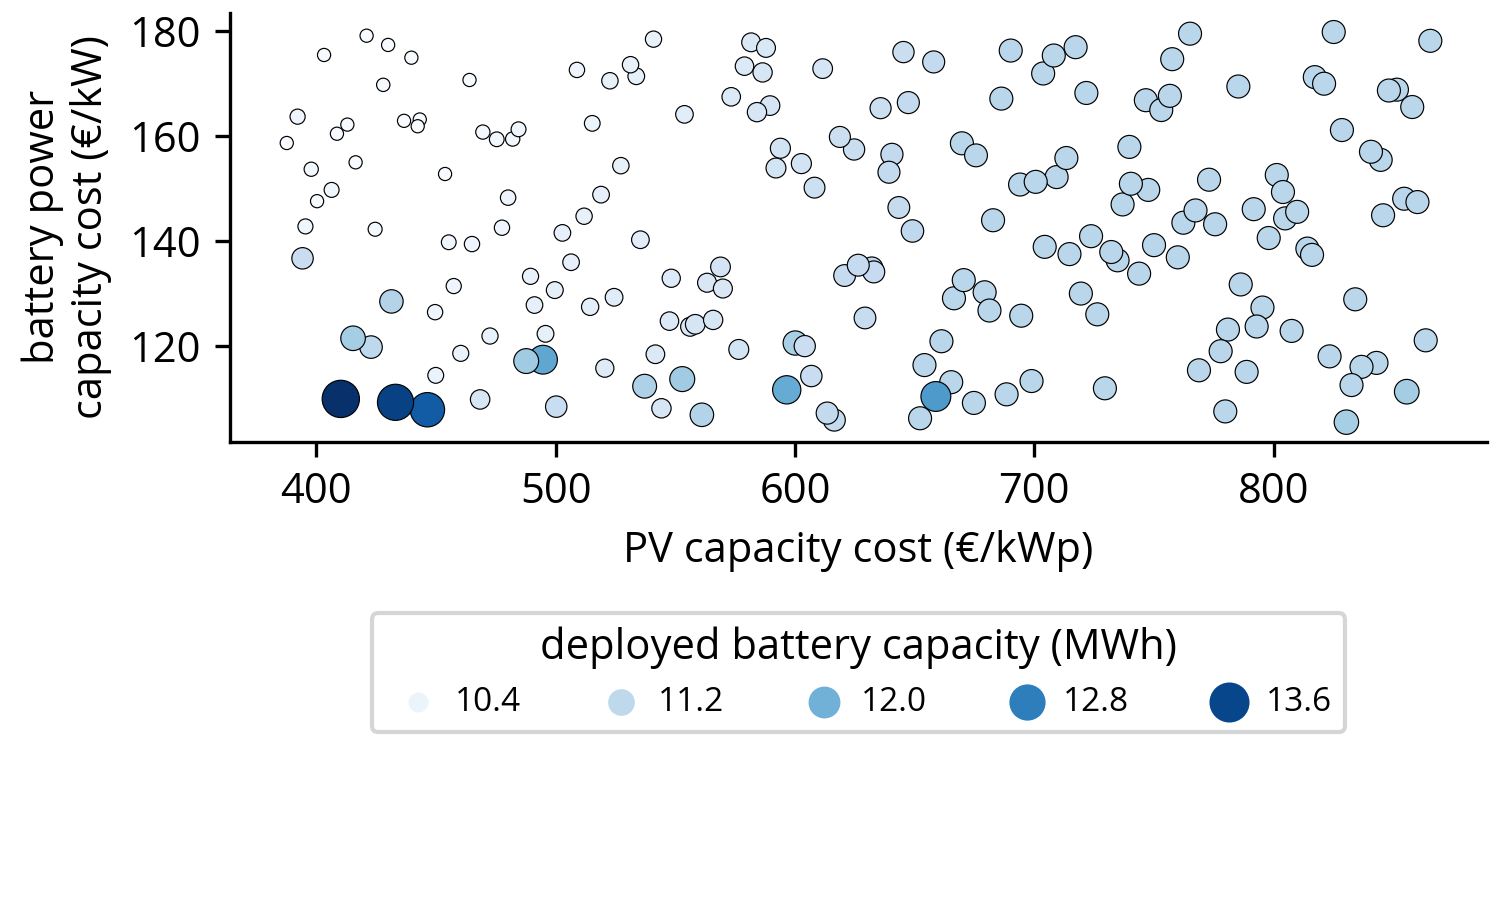 battery power
capacity cost (€/kW)
180
160
140
120
400 500 600 700 800
PV capacity cost (€/kWp)
deployed battery capacity (MWh)
10.4 11.2 12.0 12.8 13.6